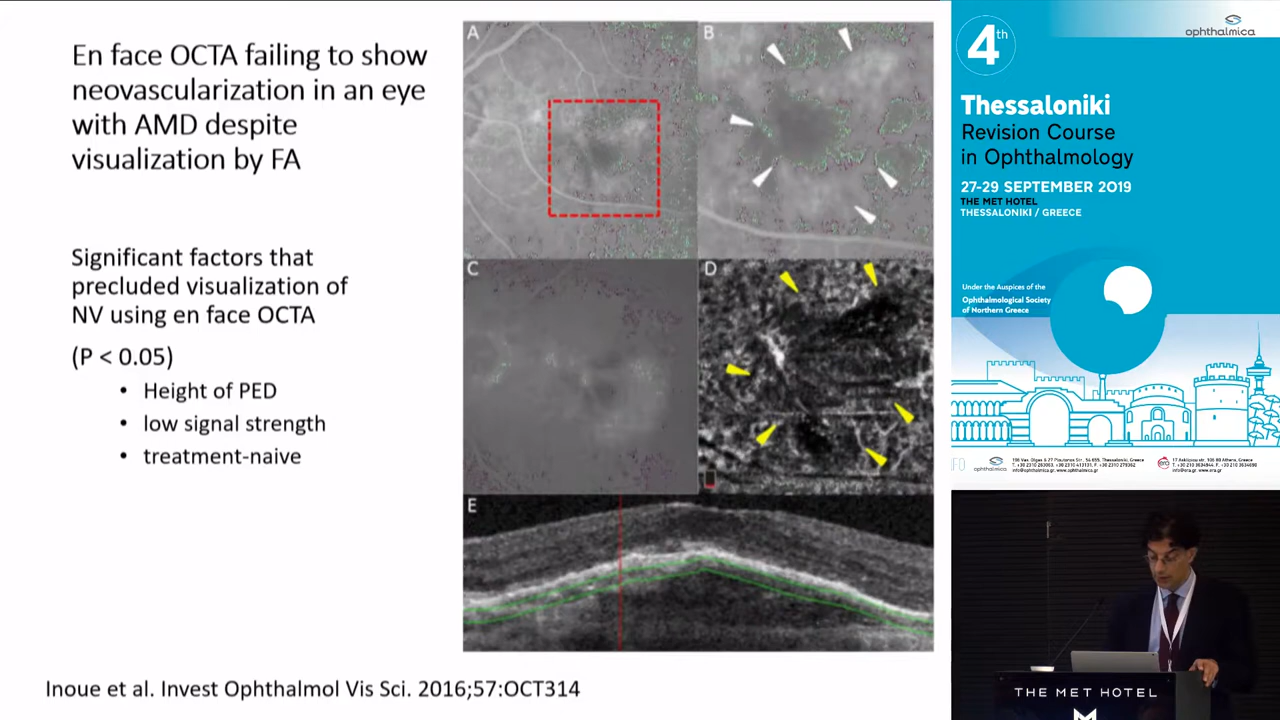 En face OCTA failing to show
neovascularization in an eye
with AMD despite
visualization by FA
Significant factors that
precluded visualization of
NV using en face OCTA
(P < 0.05)
• Height of PED
• low signal strength
• treatment-naive
Inoue et al. Invest Ophthalmol Vis Sci. 2016;57:OCT314
A
B
C
D
E
ophthalmica
4th
Thessaloniki
Revision Course
in Ophthalmology
27-29 SEPTEMBER 2019
THE MET HOTEL
THESSALONIKI / GREECE
Under the Auspices of the
Ophthalmological Society
of Northern Greece
ophthalmica
THE MET HOTEL